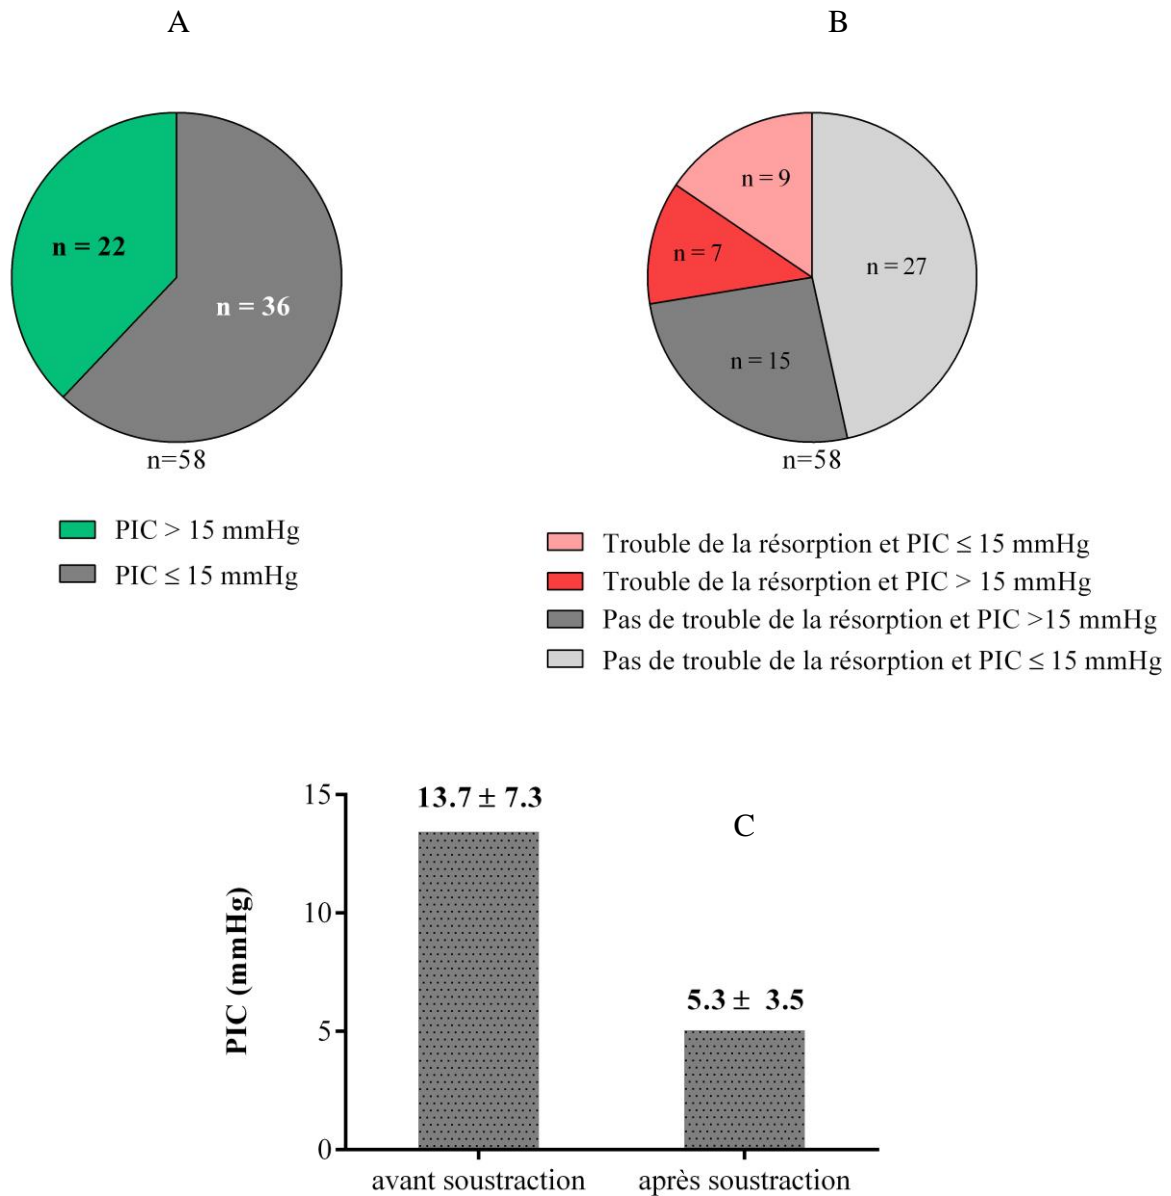 A
B
n = 22
n = 36
n=58
n = 9
n = 7
n = 27
n = 15
n=58
PIC > 15 mmHg
PIC ≤ 15 mmHg
Trouble de la résorption et PIC ≤ 15 mmHg
Trouble de la résorption et PIC > 15 mmHg
Pas de trouble de la résorption et PIC >15 mmHg
Pas de trouble de la résorption et PIC ≤ 15 mmHg
C
PIC (mmHg)
15
10
5
0
13.7 ± 7.3
5.3 ± 3.5
avant soustraction
après soustraction